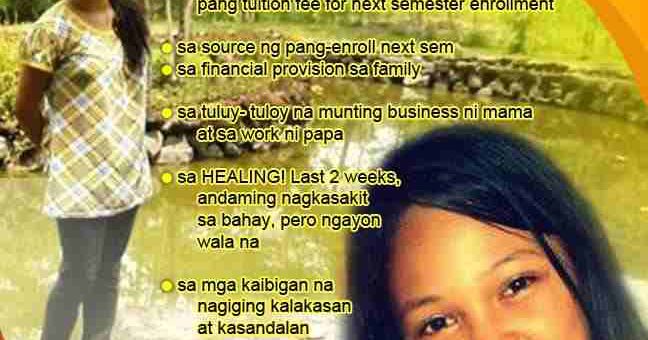 pang tuition fee for next semester enrollment
sa source ng pang-enroll next sem
sa financial provision sa family
sa tuluy- tuloy na munting business ni mama
at sa work ni papa
sa HEALING! Last 2 weeks,
andaming nagkasakit
sa bahay, pero ngayon
wala na
sa mga kaibigan na
nagiging kalakasan
at kasandalan